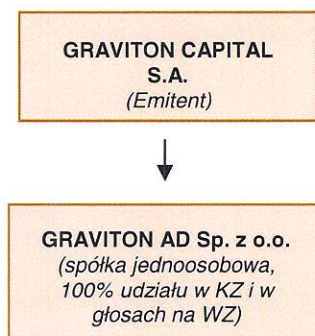 GRAVITON CAPITAL
S.A.
(Emitent)
GRAVITON AD Sp. z o.o.
(spółka jednoosobowa,
100% udziału w KZ i w
głosach na WZ)